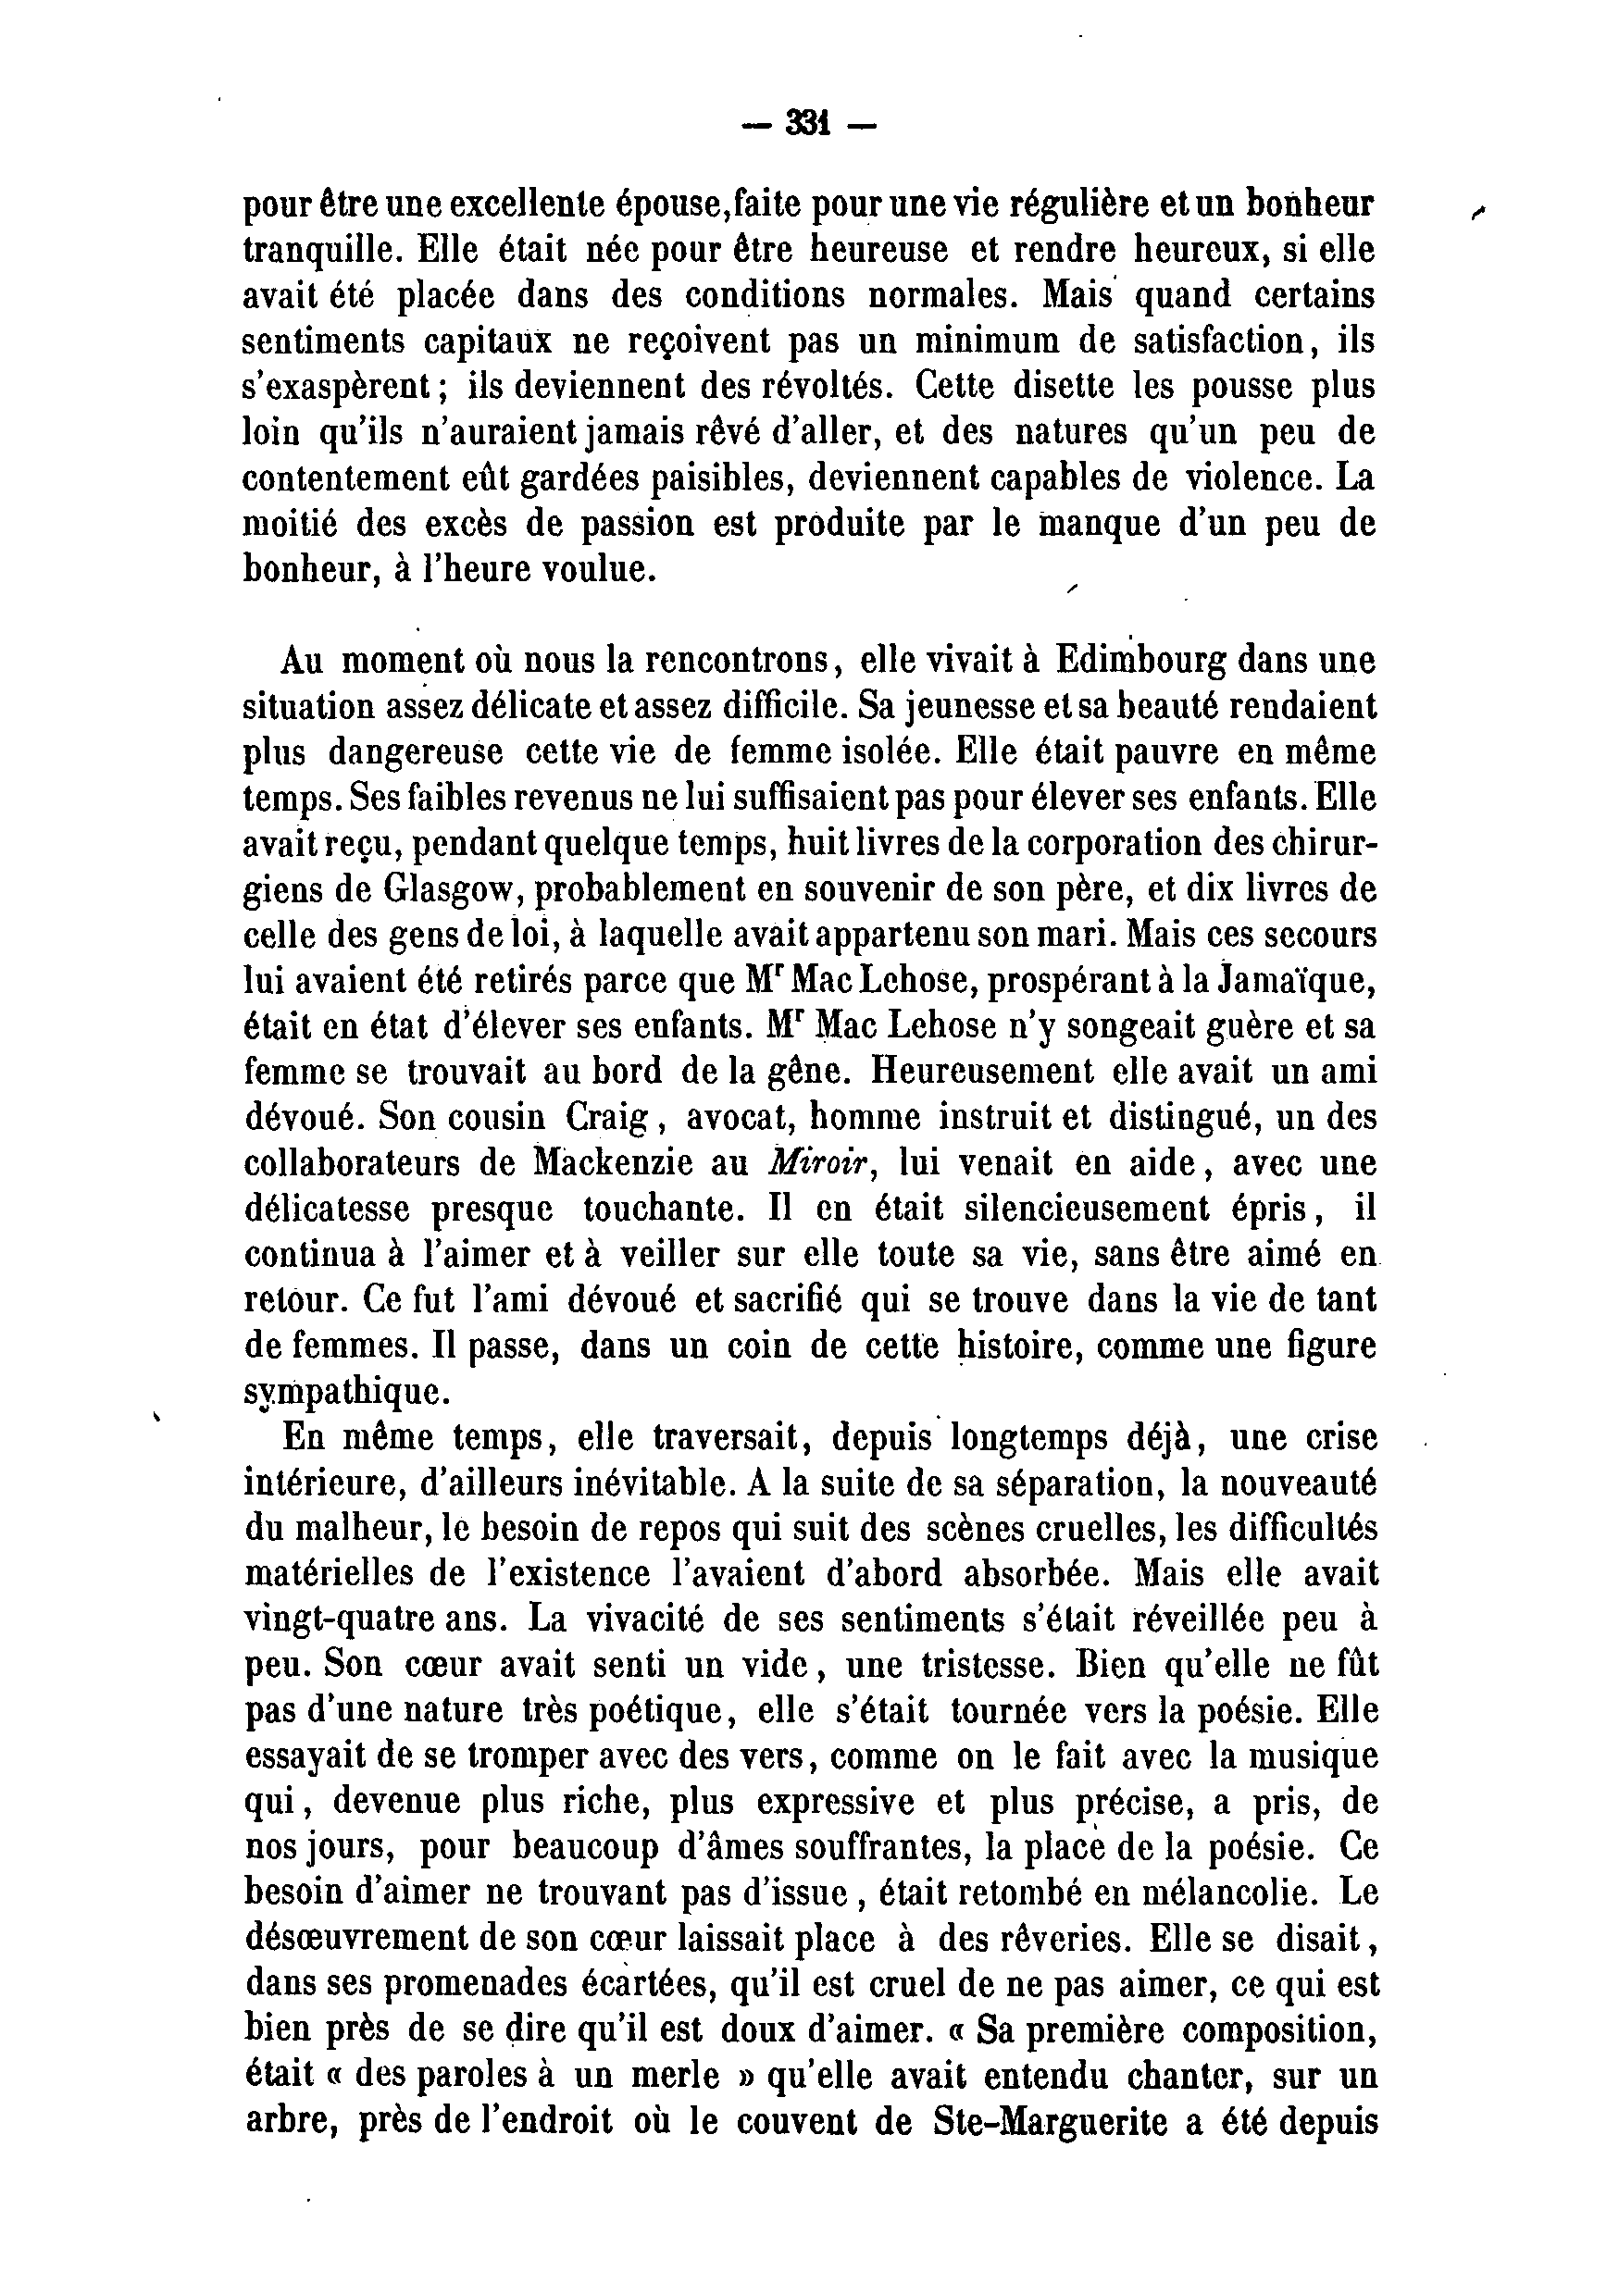 — 331 —
pour être une excellente épouse, faite pour une vie régulière et un bonheur
tranquille. Elle était née pour être heureuse et rendre heureux, si elle
avait été placée dans des conditions normales. Mais quand certains
sentiments capitaux ne reçoivent pas un minimum de satisfaction, ils
s'exaspèrent ; ils deviennent des révoltés. Cette disette les pousse plus
loin qu'ils n'auraient jamais rêvé d'aller, et des natures qu'un peu de
contentement eût gardées paisibles, deviennent capables de violence. La
moitié des excès de passion est produite par le manque d'un peu de
bonheur, à l'heure voulue.
Au moment où nous la rencontrons, elle vivait à Edimbourg dans une
situation assez délicate et assez difficile. Sa jeunesse et sa beauté rendaient
plus dangereuse cette vie de femme isolée. Elle était pauvre en même
temps. Ses faibles revenus ne lui suffisaient pas pour élever ses enfants. Elle
avait reçu, pendant quelque temps, huit livres de la corporation des chirur-
giens de Glasgow, probablement en souvenir de son père, et dix livres de
celle des gens de loi, à laquelle avait appartenu son mari. Mais ces secours
lui avaient été retirés parce que Mr Mac Lehose, prospérant à la Jamaïque,
était en état d'élever ses enfants. Mr Mac Lehose n'y songeait guère et sa
femme se trouvait au bord de la gêne. Heureusement elle avait un ami
dévoué. Son cousin Craig, avocat, homme instruit et distingué, un des
collaborateurs de Mackenzie au Miroir, lui venait en aide, avec une
délicatesse presque touchante. Il en était silencieusement épris, il
continua à l'aimer et à veiller sur elle toute sa vie, sans être aimé en
retour. Ce fut l'ami dévoué et sacrifié qui se trouve dans la vie de tant
de femmes. Il passe, dans un coin de cette histoire, comme une figure
sympathique.
En même temps, elle traversait, depuis longtemps déjà, une crise
intérieure, d'ailleurs inévitable. A la suite de sa séparation, la nouveauté
du malheur, le besoin de repos qui suit des scènes cruelles, les difficultés
matérielles de l'existence l'avaient d'abord absorbée. Mais elle avait
vingt-quatre ans. La vivacité de ses sentiments s'était réveillée peu à
peu. Son cœur avait senti un vide, une tristesse. Bien qu'elle ne fût
pas d'une nature très poétique, elle s'était tournée vers la poésie. Elle
essayait de se tromper avec des vers, comme on le fait avec la musique
qui, devenue plus riche, plus expressive et plus précise, a pris, de
nos jours, pour beaucoup d'âmes souffrantes, la place de la poésie. Ce
besoin d'aimer ne trouvant pas d'issue, était retombé en mélancolie. Le
désœuvrement de son cœur laissait place à des rêveries. Elle se disait,
dans ses promenades écartées, qu'il est cruel de ne pas aimer, ce qui est
bien près de se dire qu'il est doux d'aimer. « Sa première composition,
était « des paroles à un merle » qu'elle avait entendu chanter, sur un
arbre, près de l'endroit où le couvent de Ste-Marguerite a été depuis